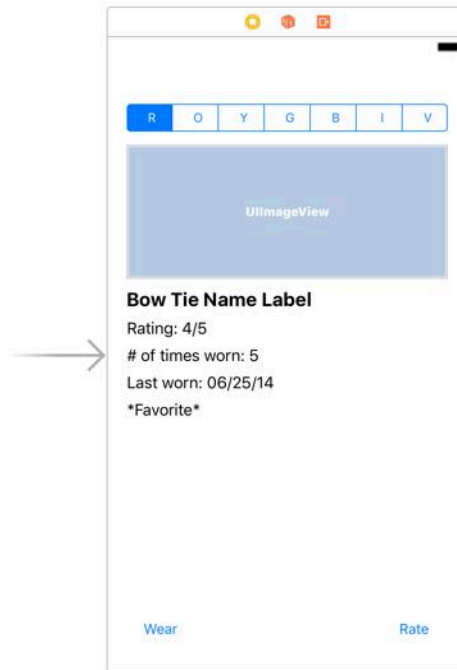 R O Y G B I V
UIImageView
Bow Tie Name Label
Rating: 4/5
# of times worn: 5
Last worn: 06/25/14
*Favorite*
Wear Rate